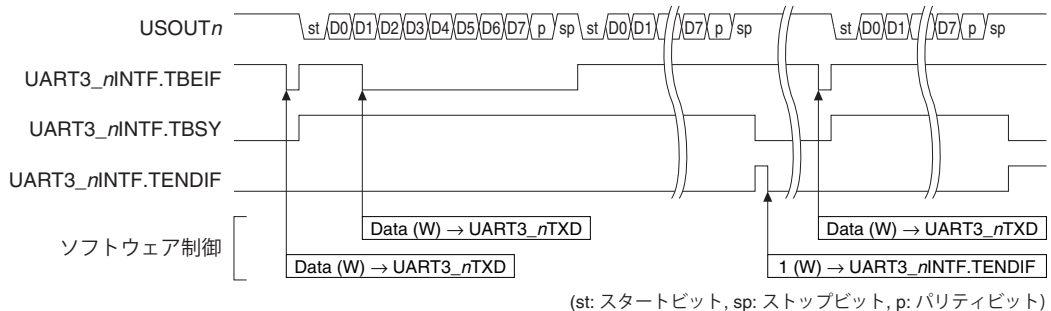 USOUTn st D0 D1 D2 D3 D4 D5 D6 D7 p sp st D0 D1 D7 p sp st D0 D1 D7 p sp
UART3_nINTF.TBEIF
UART3_nINTF.TBSY
UART3_nINTF.TENDIF
ソフトウェア制御
Data (W) → UART3_nTXD Data (W) → UART3_nTXD
Data (W) → UART3_nTXD 1 (W) → UART3_nINTF.TENDIF
(st: スタートビット, sp: ストップビット, p: パリティビット)